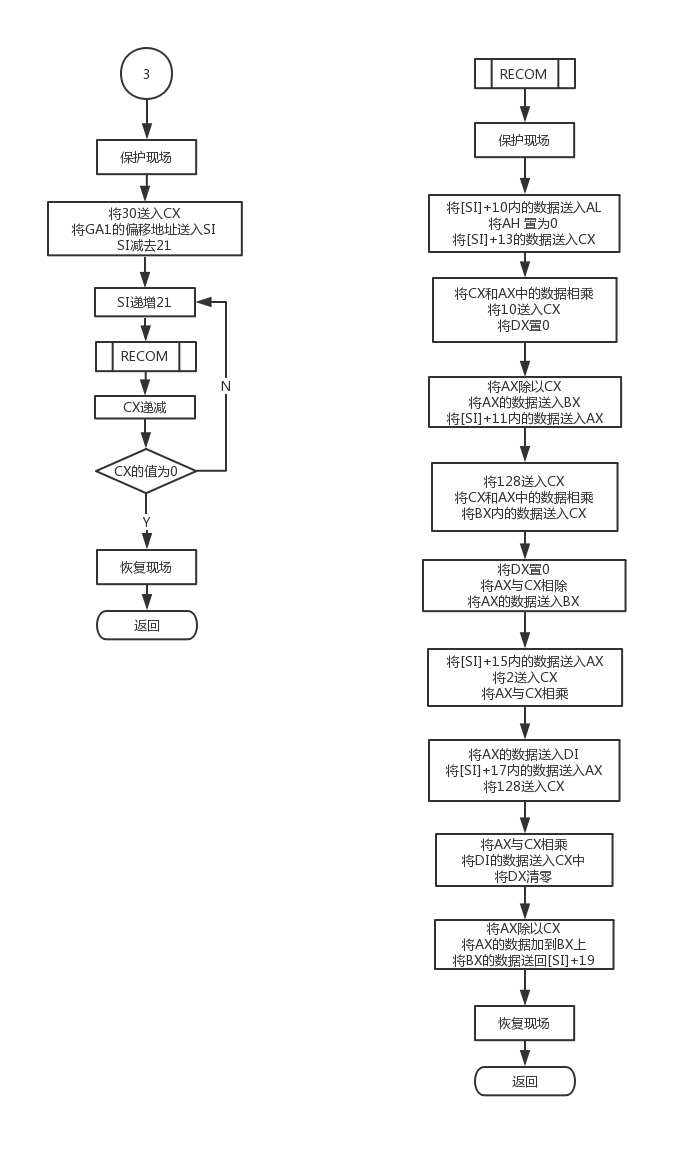 3
保护现场
将30送入CX
将GA1的偏移地址送入SI
SI减去21
SI递增21
RECOM
N
CX递减
CX的值为0
Y
恢复现场
返回
RECOM
保护现场
将[SI]+10内的数据送入AL
将AH 置为0
将[SI]+13的数据送入CX
将CX和AX中的数据相乘
将10送入CX
将DX置0
将AX除以CX
将AX的数据送入BX
将[SI]+11内的数据送入AX
将128送入CX
将CX和AX中的数据相乘
将BX内的数据送入CX
将DX置0
将AX与CX相除
将AX的数据送入BX
将[SI]+15内的数据送入AX
将2送入CX
将AX与CX相乘
将AX的数据送入DI
将[SI]+17内的数据送入AX
将128送入CX
将AX与CX相乘
将DI的数据送入CX中
将DX清零
将AX除以CX
将AX的数据加到BX上
将BX的数据送回[SI]+19
恢复现场
返回